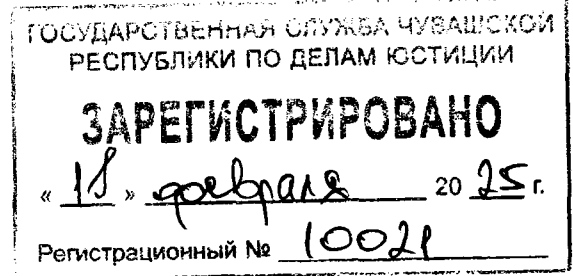 ГОСУДАРСТВЕННАЯ СЛУЖБА ЧУВАШСКОЙ
РЕСПУБЛИКИ ПО ДЕЛАМ ЮСТИЦИИ
ЗАРЕГИСТРИРОВАНО
« 18 » февраля 20 25 г.
Регистрационный № 10021